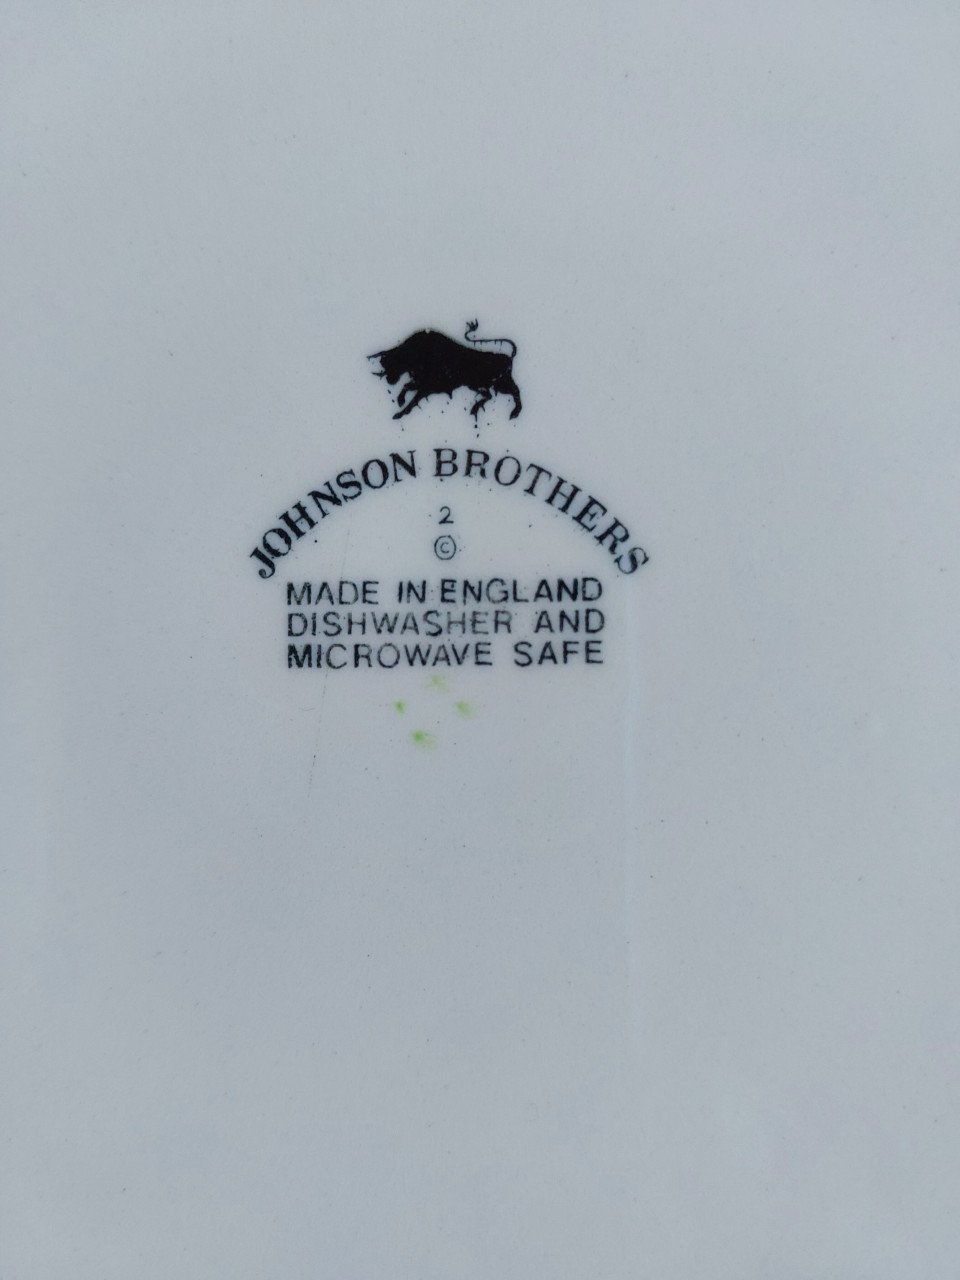 JOHNSON BROTHERS
2
©
MADE IN ENGLAND
DISHWASHER AND
MICROWAVE SAFE